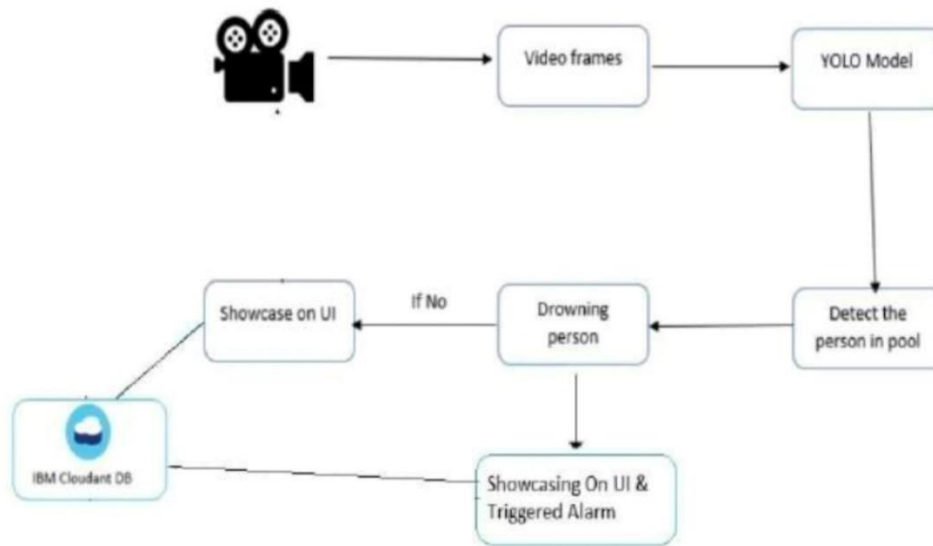 Video frames
YOLO Model
Detect the
person in pool
Drowning
person
If No
Showcase on UI
IBM Cloudant DB
Showcasing On UI &
Triggered Alarm